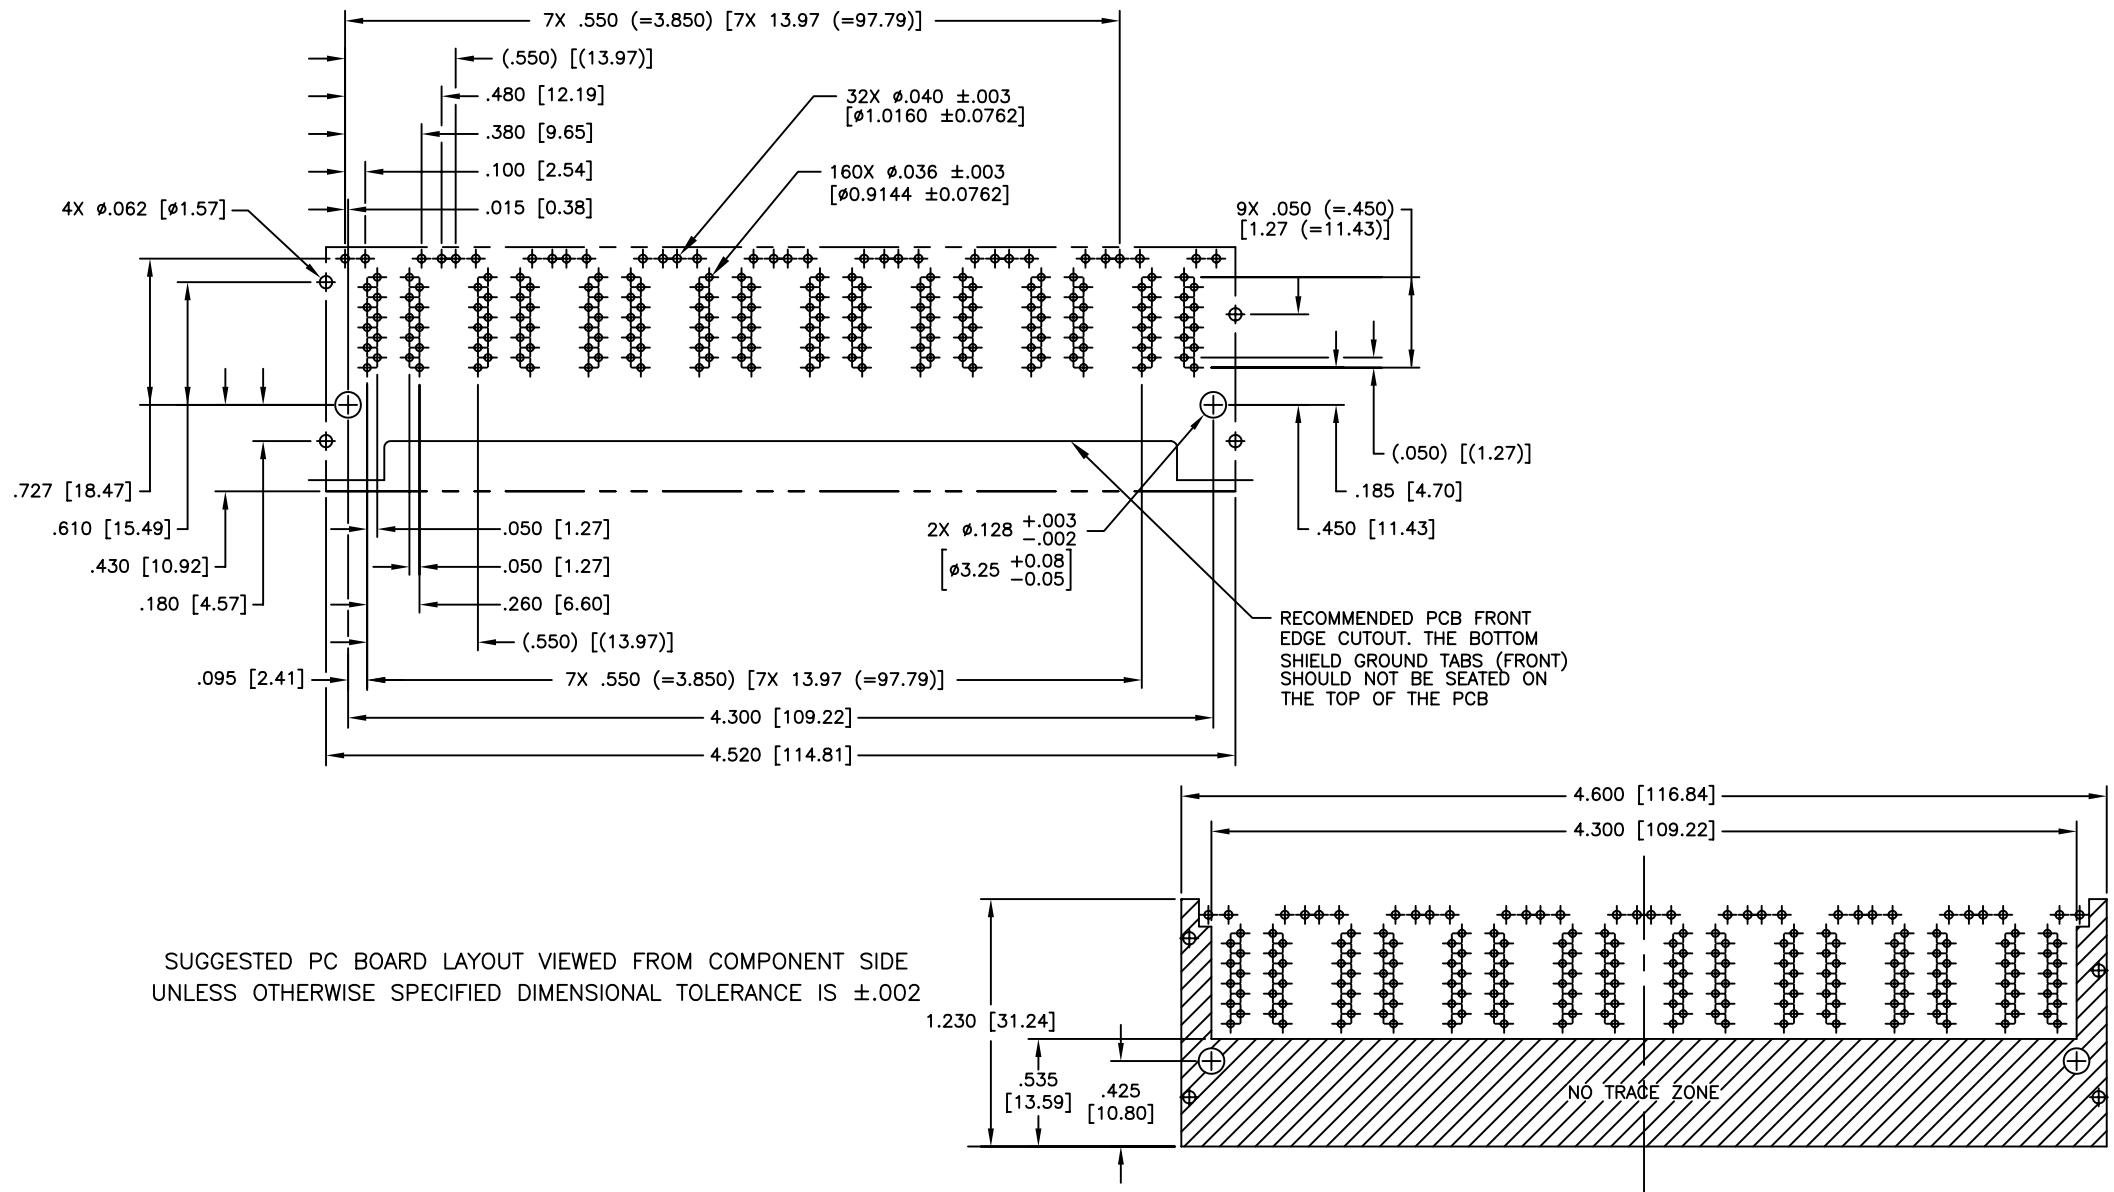 7X .550 (=3.850) [7X 13.97 (=97.79)]
(.550) [(13.97)]
.480 [12.19]
.380 [9.65]
.100 [2.54]
.015 [0.38]
4X ø.062 [ø1.57]
32X ø.040 ±.003
[ø1.0160 ±0.0762]
160X ø.036 ±.003
[ø0.9144 ±0.0762]
9X .050 (=.450)
[1.27 (=11.43)]
.727 [18.47]
.610 [15.49]
.430 [10.92]
.180 [4.57]
.050 [1.27]
.050 [1.27]
.260 [6.60]
(.550) [(13.97)]
.095 [2.41]
7X .550 (=3.850) [7X 13.97 (=97.79)]
4.300 [109.22]
4.520 [114.81]
2X ø.128 +.003 -.002
[ø3.25 +0.08 -0.05]
(.050) [(1.27)]
.185 [4.70]
.450 [11.43]
RECOMMENDED PCB FRONT
EDGE CUTOUT. THE BOTTOM
SHIELD GROUND TABS (FRONT)
SHOULD NOT BE SEATED ON
THE TOP OF THE PCB
4.600 [116.84]
4.300 [109.22]
SUGGESTED PC BOARD LAYOUT VIEWED FROM COMPONENT SIDE
UNLESS OTHERWISE SPECIFIED DIMENSIONAL TOLERANCE IS ±.002
1.230 [31.24]
.535
[13.59]
.425
[10.80]
NO TRACE ZONE